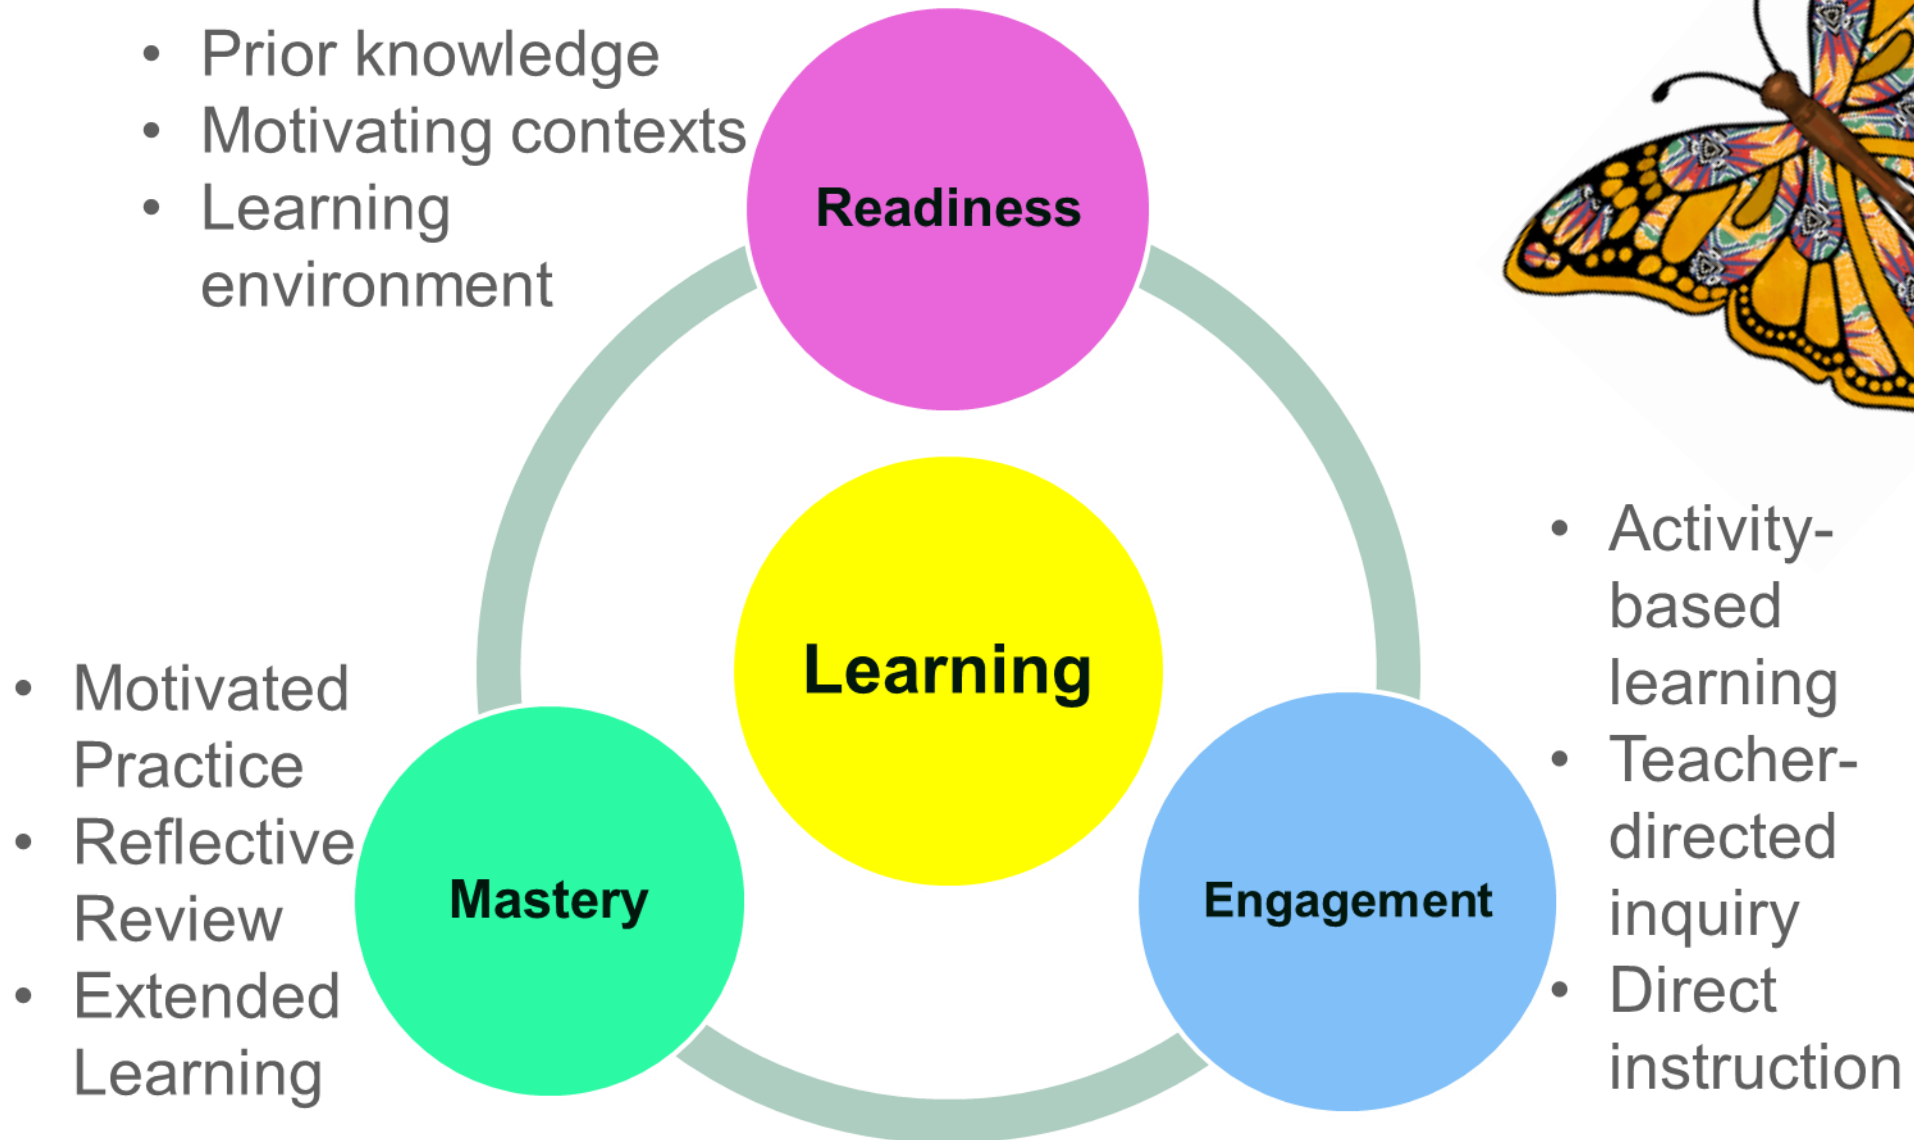 • Prior knowledge
• Motivating contexts
• Learning
environment
Readiness
Learning
• Activity-
based
learning
• Teacher-
directed
inquiry
• Direct
instruction
Engagement
• Motivated
Practice
• Reflective
Review
• Extended
Learning
Mastery